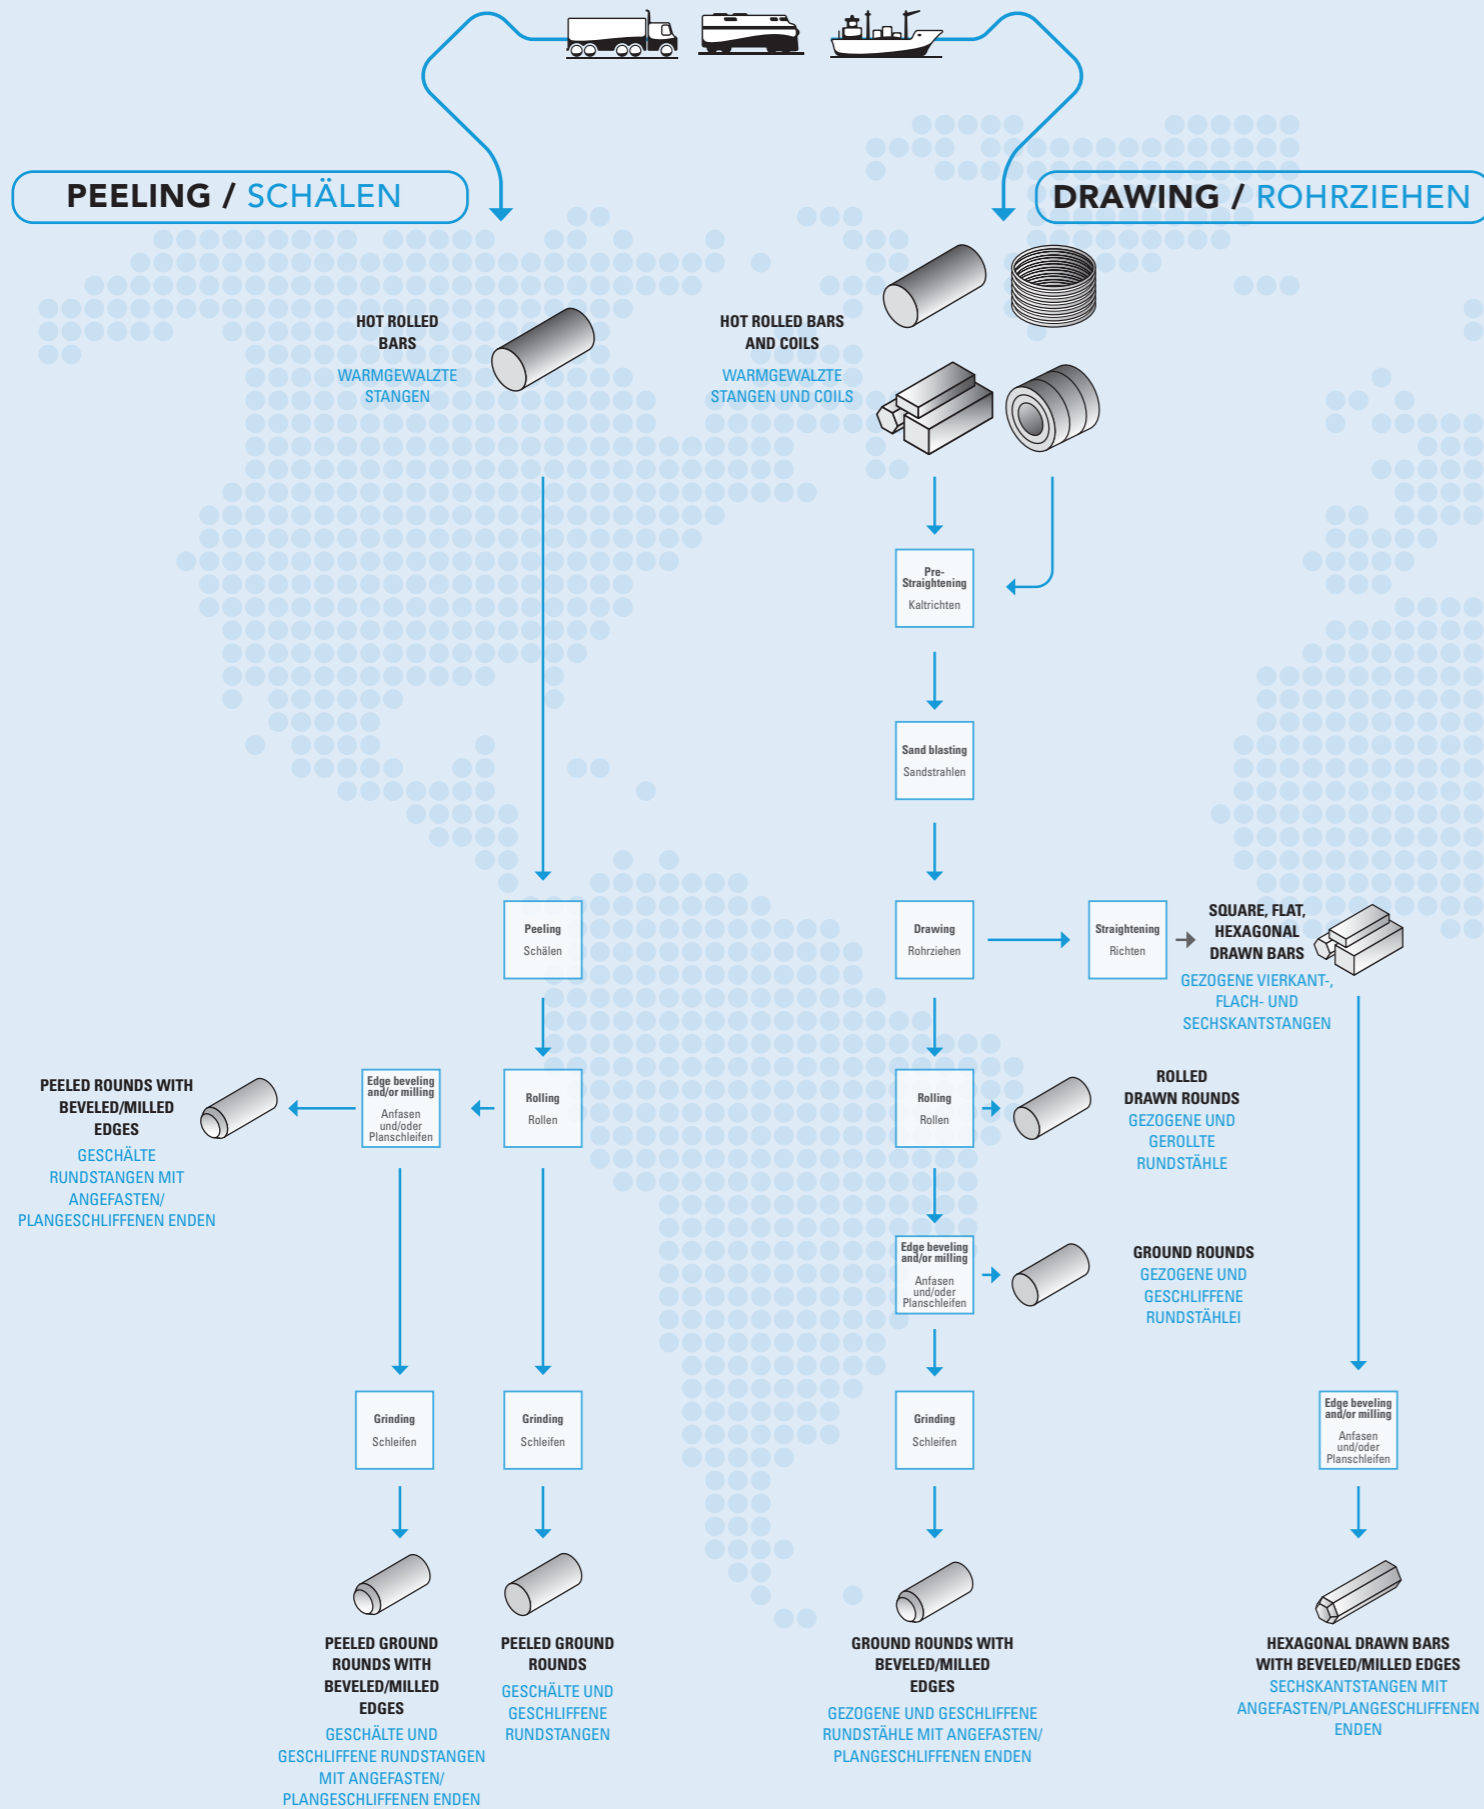 PEELING / SCHÄLEN
DRAWING / ROHRZIEHEN
HOT ROLLED
BARS
WARMGEWALZTE
STANGEN
HOT ROLLED BARS
AND COILS
WARMGEWALZTE
STANGEN UND COILS
Pre-
Straightening
Kaltrichten
Sand blasting
Sandstrahlen
Peeling
Schälen
Drawing
Rohrziehen
Straightening
Richten
SQUARE, FLAT,
HEXAGONAL
DRAWN BARS
GEZOGENE VIERKANT-,
FLACH- UND
SECHSKANTSTANGEN
PEELED ROUNDS WITH
BEVELED/MILLED
EDGES
GESCHÄLTE
RUNDSTANGEN MIT
ANGEFASTEN/
PLANGESCHLIFFENEN ENDEN
Edge beveling
and/or milling
Anfasen
und/oder
Planschleifen
Rolling
Rollen
Rolling
Rollen
ROLLED
DRAWN ROUNDS
GEZOGENE UND
GEROLLTE
RUNDSTÄHLE
Edge beveling
and/or milling
Anfasen
und/oder
Planschleifen
GROUND ROUNDS
GEZOGENE UND
GESCHLIFFENE
RUNDSTÄHLEI
Grinding
Schleifen
Grinding
Schleifen
Grinding
Schleifen
Edge beveling
and/or milling
Anfasen
und/oder
Planschleifen
PEELED GROUND
ROUNDS WITH
BEVELED/MILLED
EDGES
GESCHÄLTE UND
GESCHLIFFENE RUNDSTANGEN
MIT ANGEFASTEN/
PLANGESCHLIFFENEN ENDEN
PEELED GROUND
ROUNDS
GESCHÄLTE UND
GESCHLIFFENE
RUNDSTANGEN
GROUND ROUNDS WITH
BEVELED/MILLED
EDGES
GEZOGENE UND GESCHLIFFENE
RUNDSTÄHLE MIT ANGEFASTEN/
PLANGESCHLIFFENEN ENDEN
HEXAGONAL DRAWN BARS
WITH BEVELED/MILLED EDGES
SECHSKANTSTANGEN MIT
ANGEFASTEN/PLANGESCHLIFFENEN
ENDEN